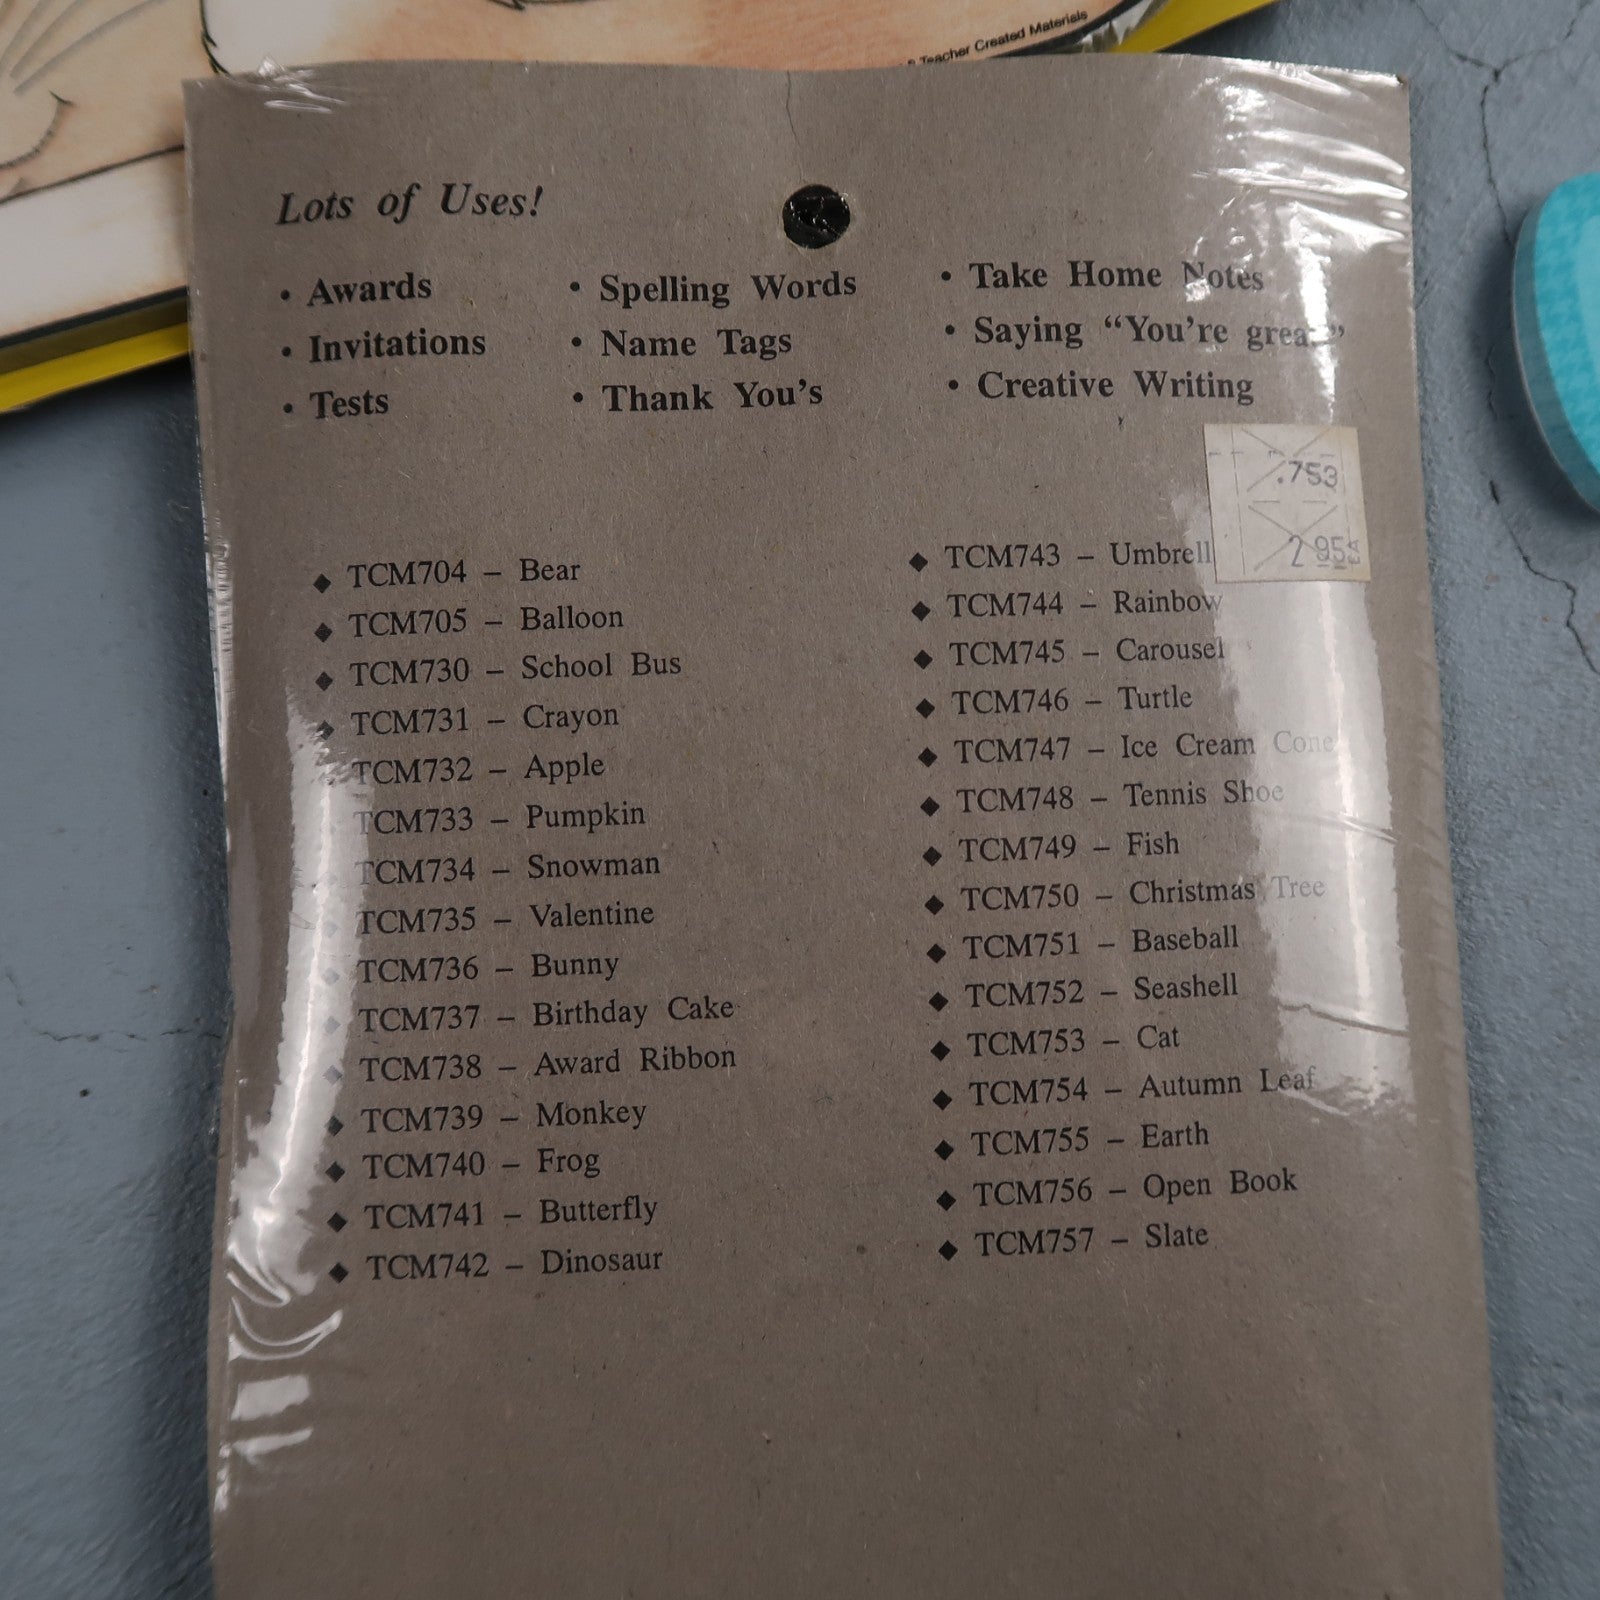 Teacher Created Materials
Lots of Uses!
• Awards
• Invitations
• Tests
• Spelling Words
• Name Tags
• Thank You's
• Take Home Notes
• Saying “You're great”
• Creative Writing
.753
2 95
◆ TCM704 – Bear
◆ TCM705 – Balloon
◆ TCM730 – School Bus
◆ TCM731 – Crayon
◆ TCM732 – Apple
◆ TCM733 – Pumpkin
◆ TCM734 – Snowman
◆ TCM735 – Valentine
◆ TCM736 – Bunny
◆ TCM737 – Birthday Cake
◆ TCM738 – Award Ribbon
◆ TCM739 – Monkey
◆ TCM740 – Frog
◆ TCM741 – Butterfly
◆ TCM742 – Dinosaur
◆ TCM743 – Umbrell
◆ TCM744 – Rainbow
◆ TCM745 – Carousel
◆ TCM746 – Turtle
◆ TCM747 – Ice Cream Cone
◆ TCM748 – Tennis Shoe
◆ TCM749 – Fish
◆ TCM750 – Christmas Tree
◆ TCM751 – Baseball
◆ TCM752 – Seashell
◆ TCM753 – Cat
◆ TCM754 – Autumn Leaf
◆ TCM755 – Earth
◆ TCM756 – Open Book
◆ TCM757 – Slate